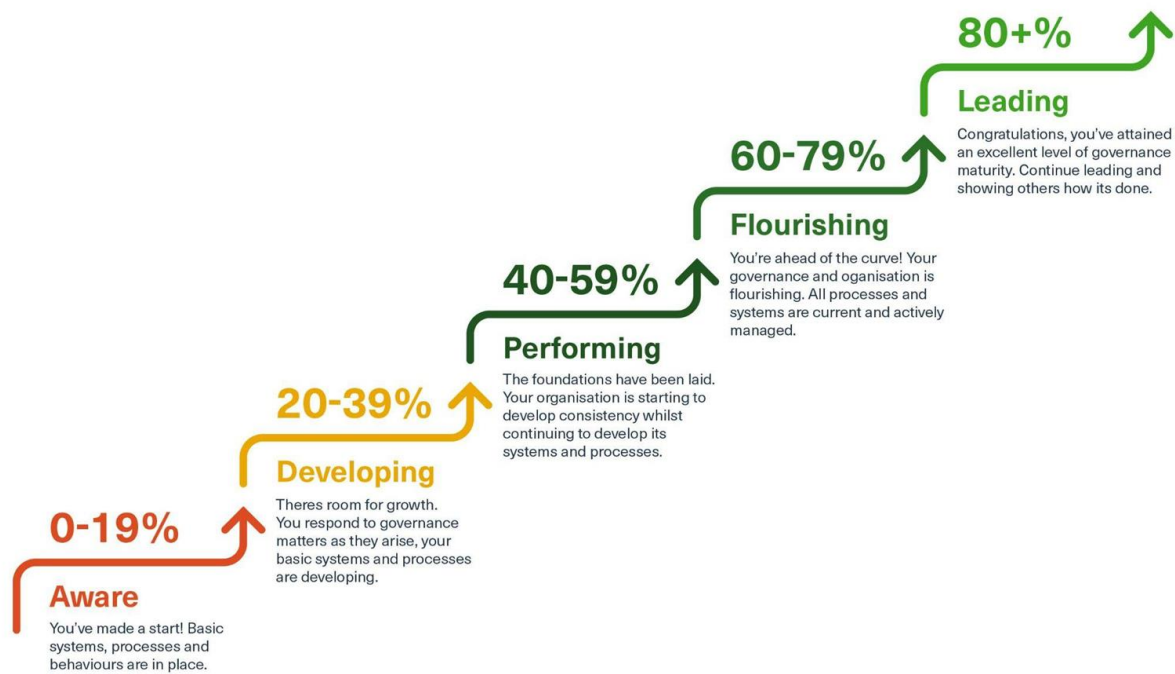 80+%
Leading
Congratulations, you've attained
an excellent level of governance
maturity. Continue leading and
showing others how its done.
60-79%
Flourishing
You're ahead of the curve! Your
governance and oganisation is
flourishing. All processes and
systems are current and actively
managed.
40-59%
Performing
The foundations have been laid.
Your organisation is starting to
develop consistency whilst
continuing to develop its
systems and processes.
20-39%
Developing
Theres room for growth.
You respond to governance
matters as they arise, your
basic systems and processes
are developing.
0-19%
Aware
You've made a start! Basic
systems, processes and
behaviours are in place.